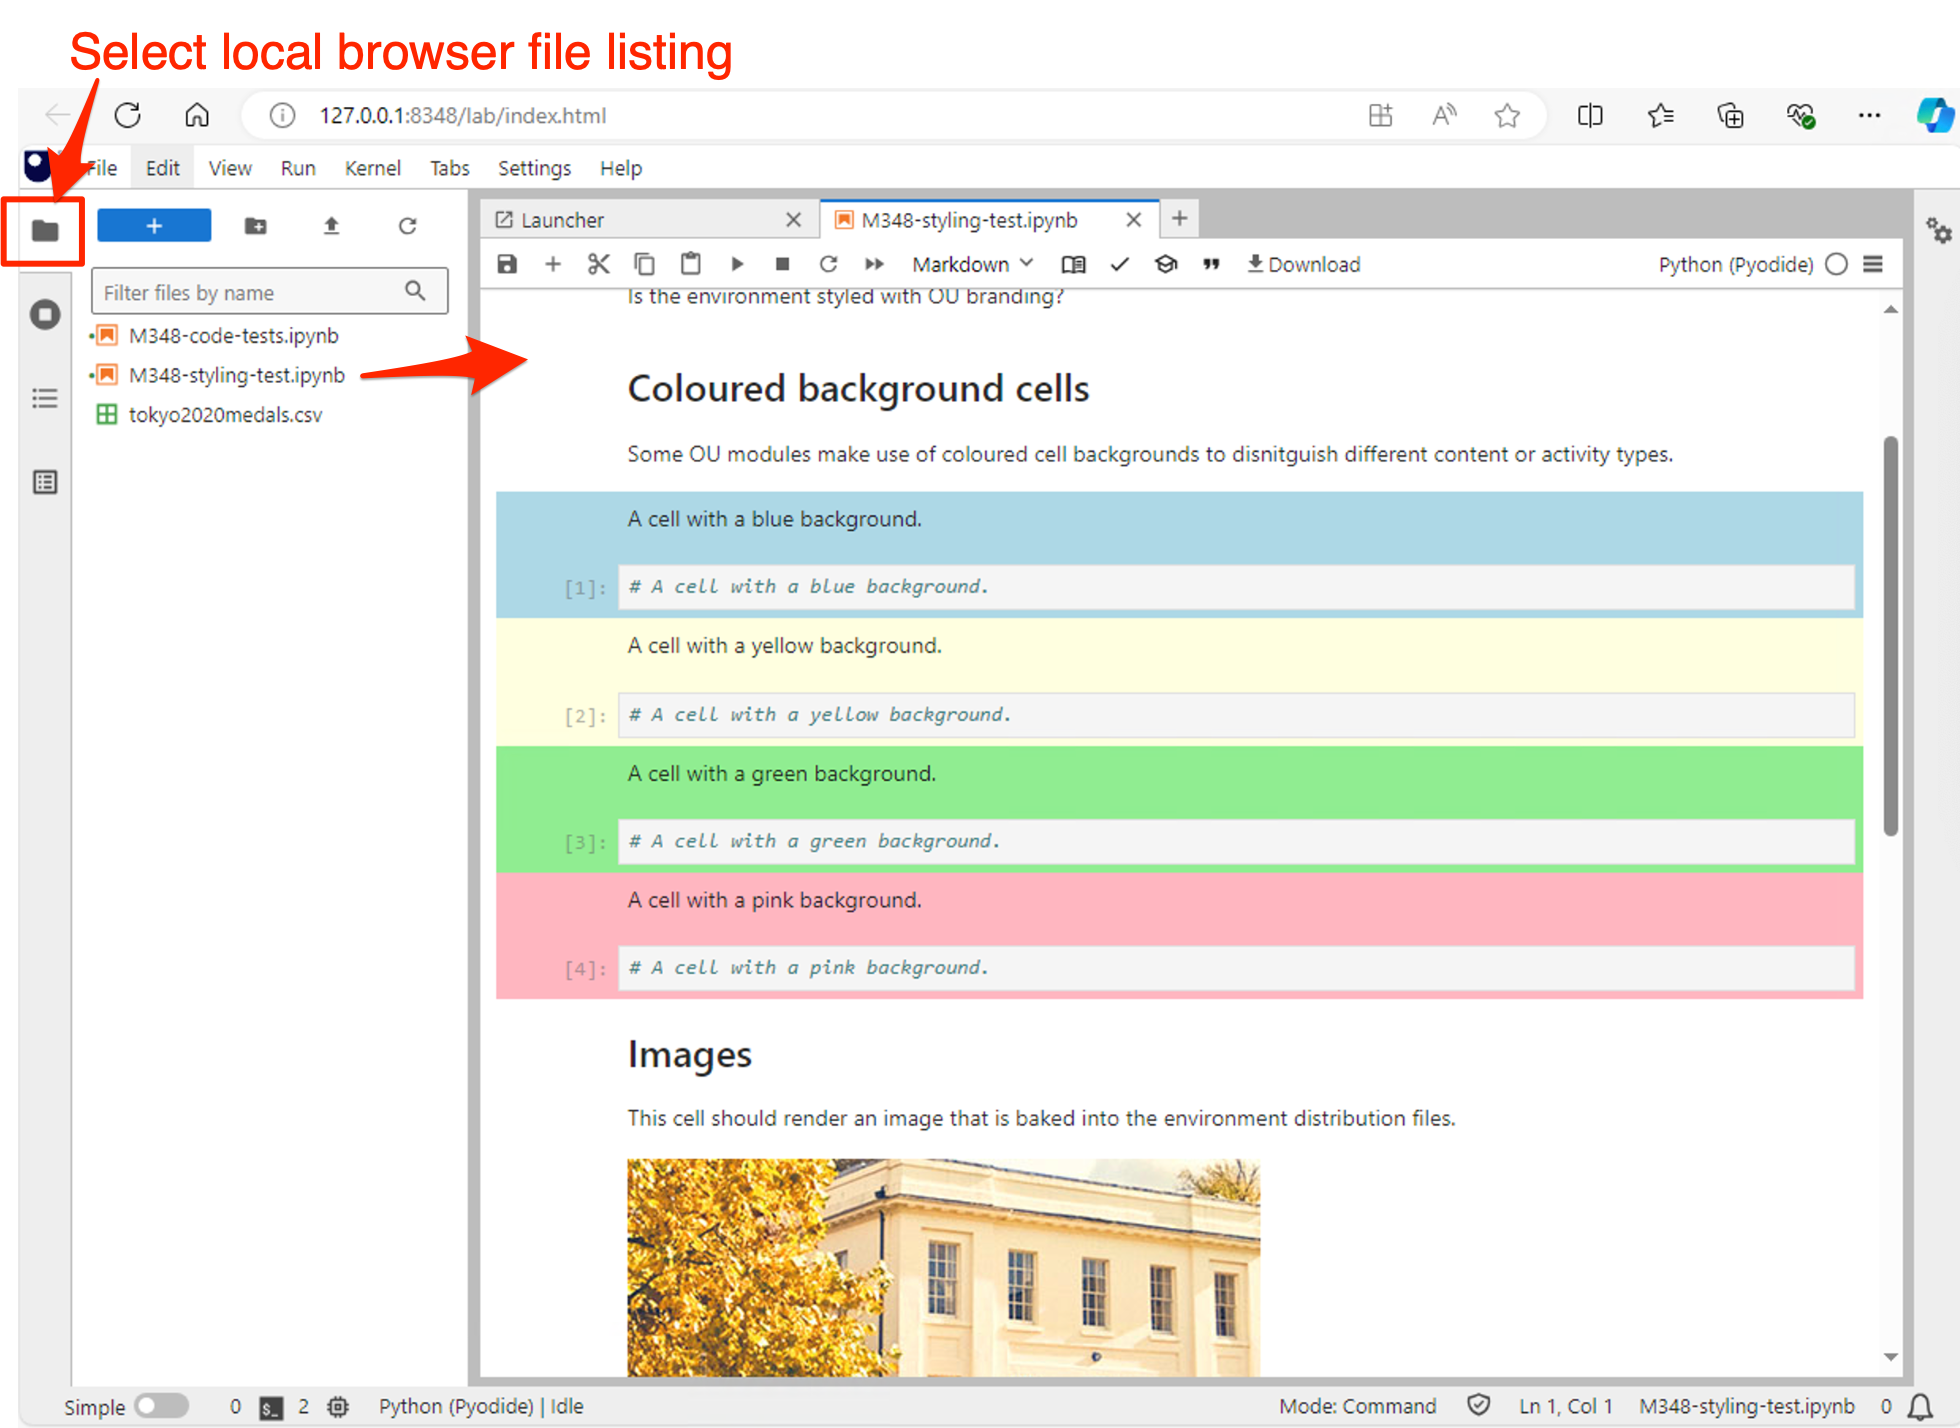 Select local browser file listing
127.0.0.1:8348/lab/index.html
File Edit View Run Kernel Tabs Settings Help
+
Launcher
M348-styling-test.ipynb
Filter files by name
Markdown
Download
Python (Pyodide)
M348-code-tests.ipynb
M348-styling-test.ipynb
tokyo2020medals.csv
Is the environment styled with OU branding?
Coloured background cells
Some OU modules make use of coloured cell backgrounds to disnitguish different content or activity types.
A cell with a blue background.
[1]: # A cell with a blue background.
A cell with a yellow background.
[2]: # A cell with a yellow background.
A cell with a green background.
[3]: # A cell with a green background.
A cell with a pink background.
[4]: # A cell with a pink background.
Images
This cell should render an image that is baked into the environment distribution files.
Simple 0 $_ 2 Python (Pyodide) | Idle Mode: Command Ln 1, Col 1 M348-styling-test.ipynb 0